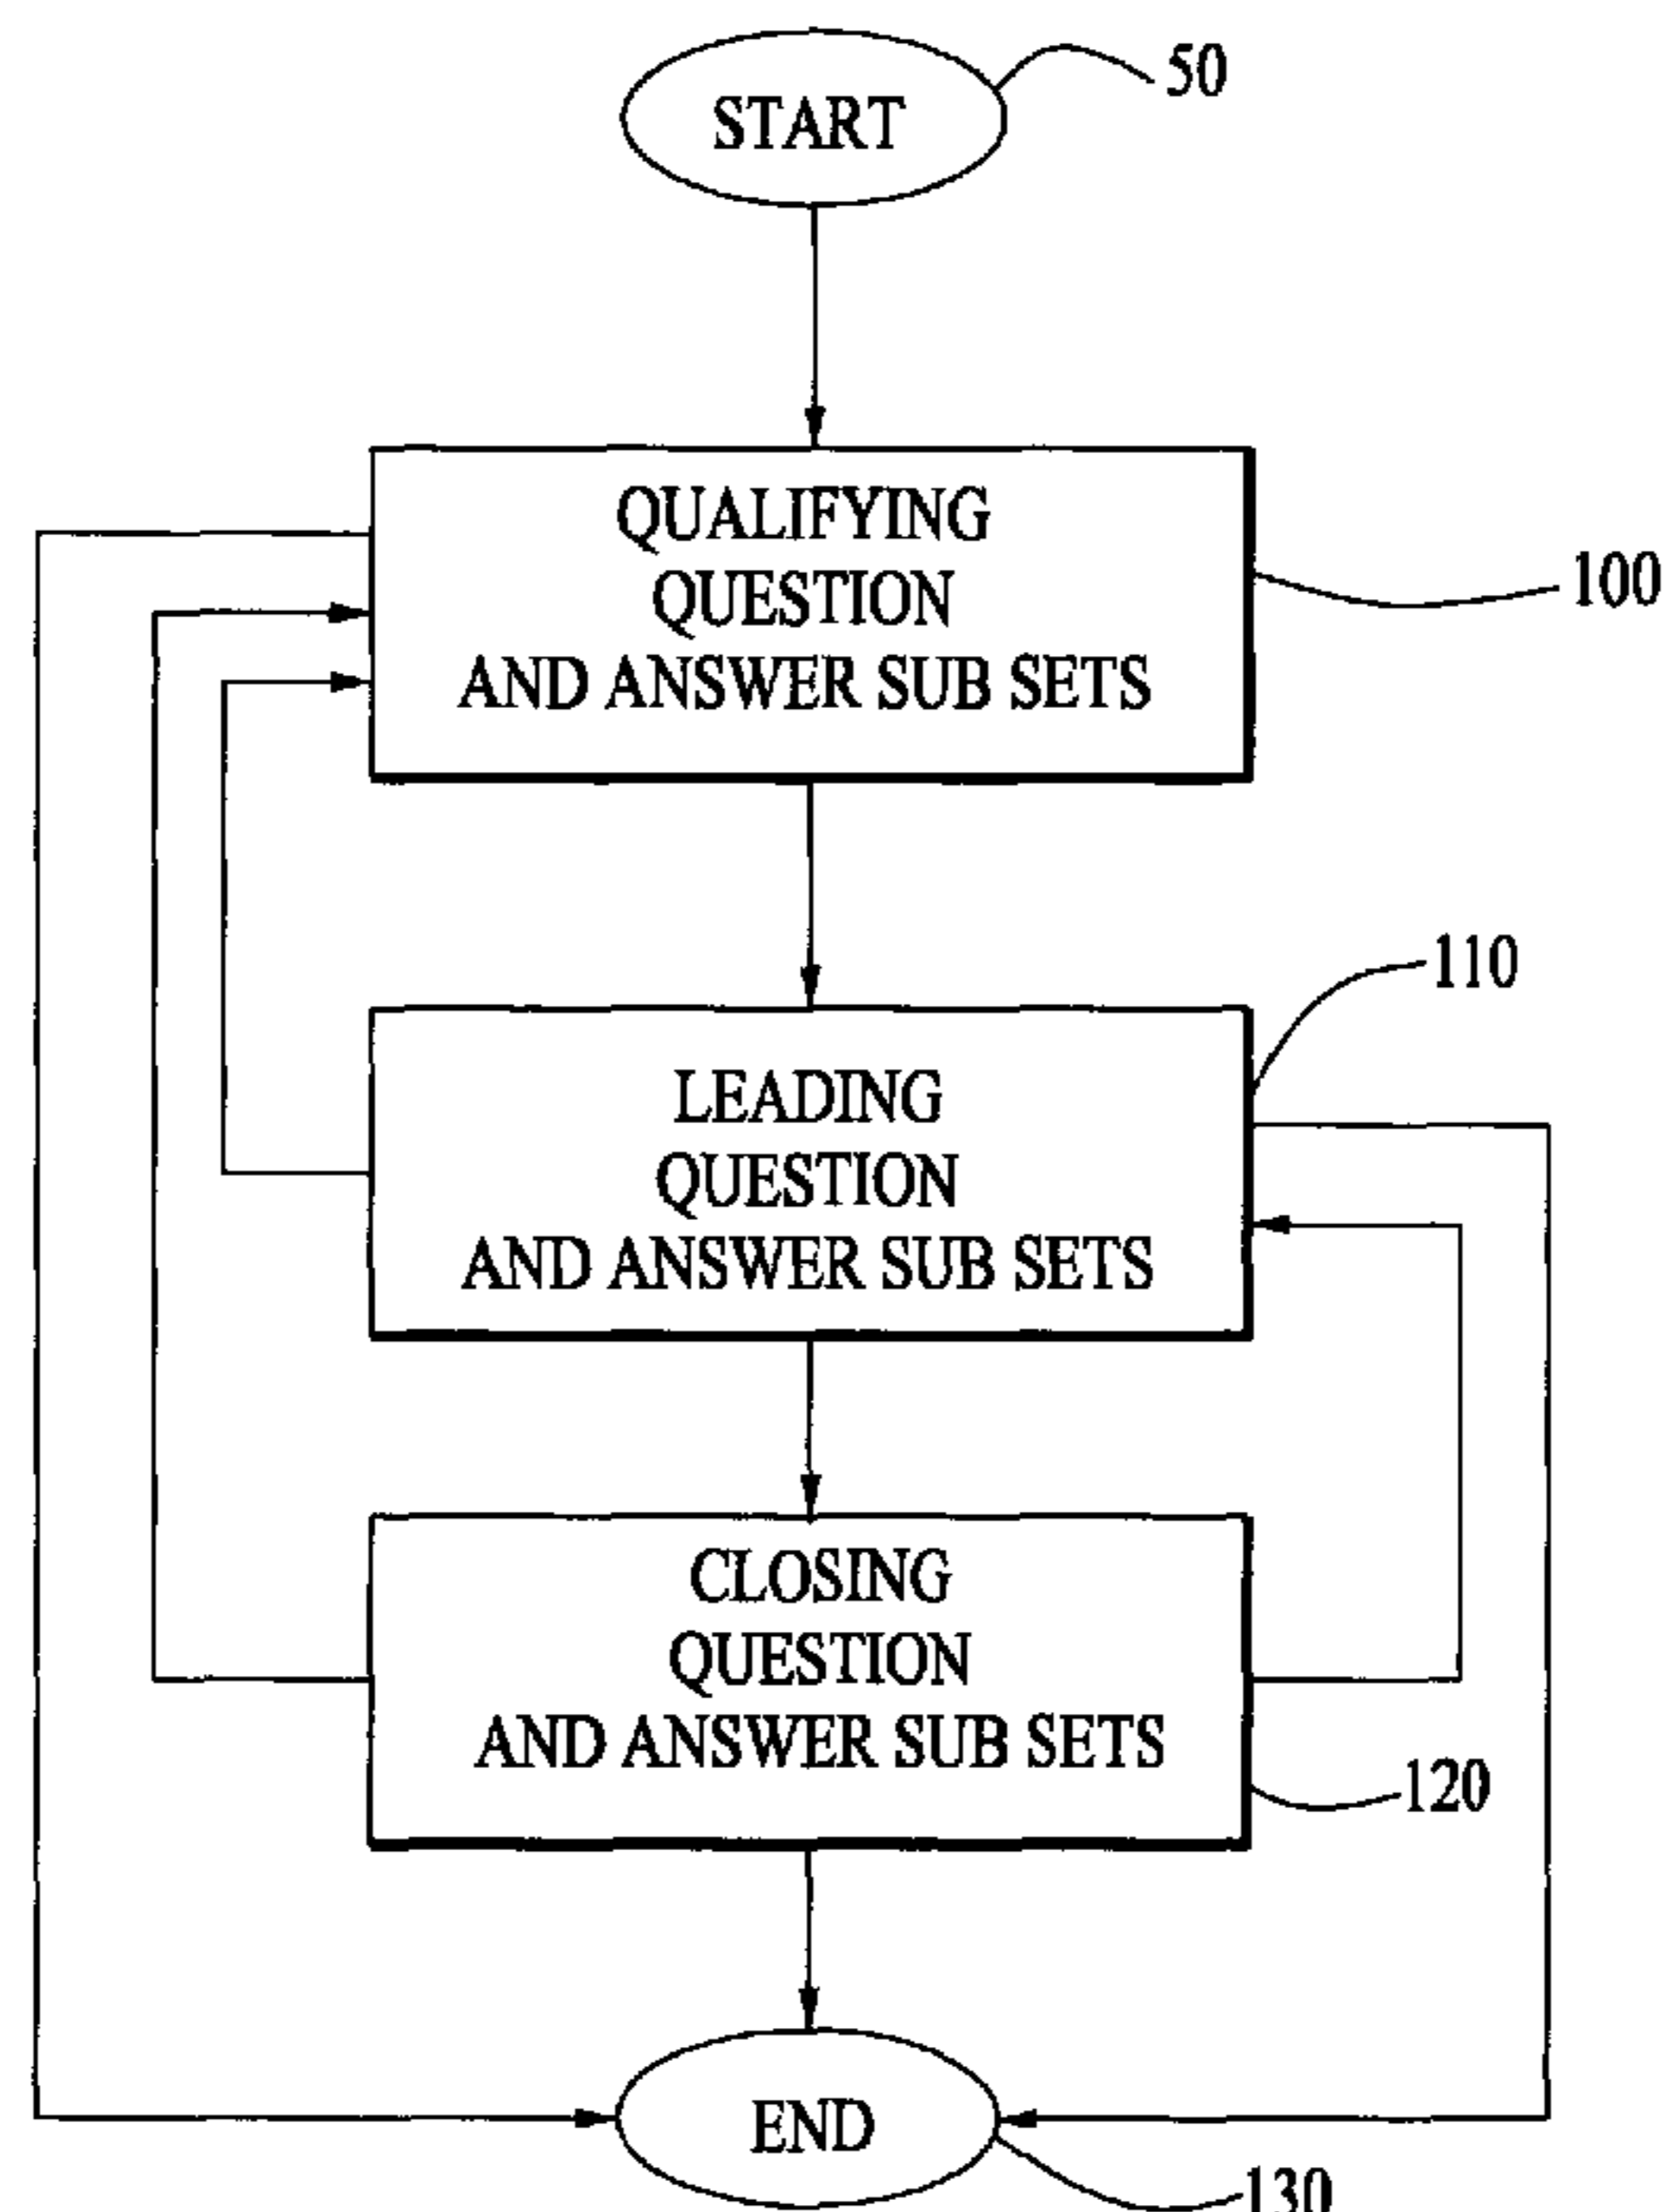 START
50
QUALIFYING
QUESTION
AND ANSWER SUB SETS
100
110
LEADING
QUESTION
AND ANSWER SUB SETS
CLOSING
QUESTION
AND ANSWER SUB SETS
120
END
130